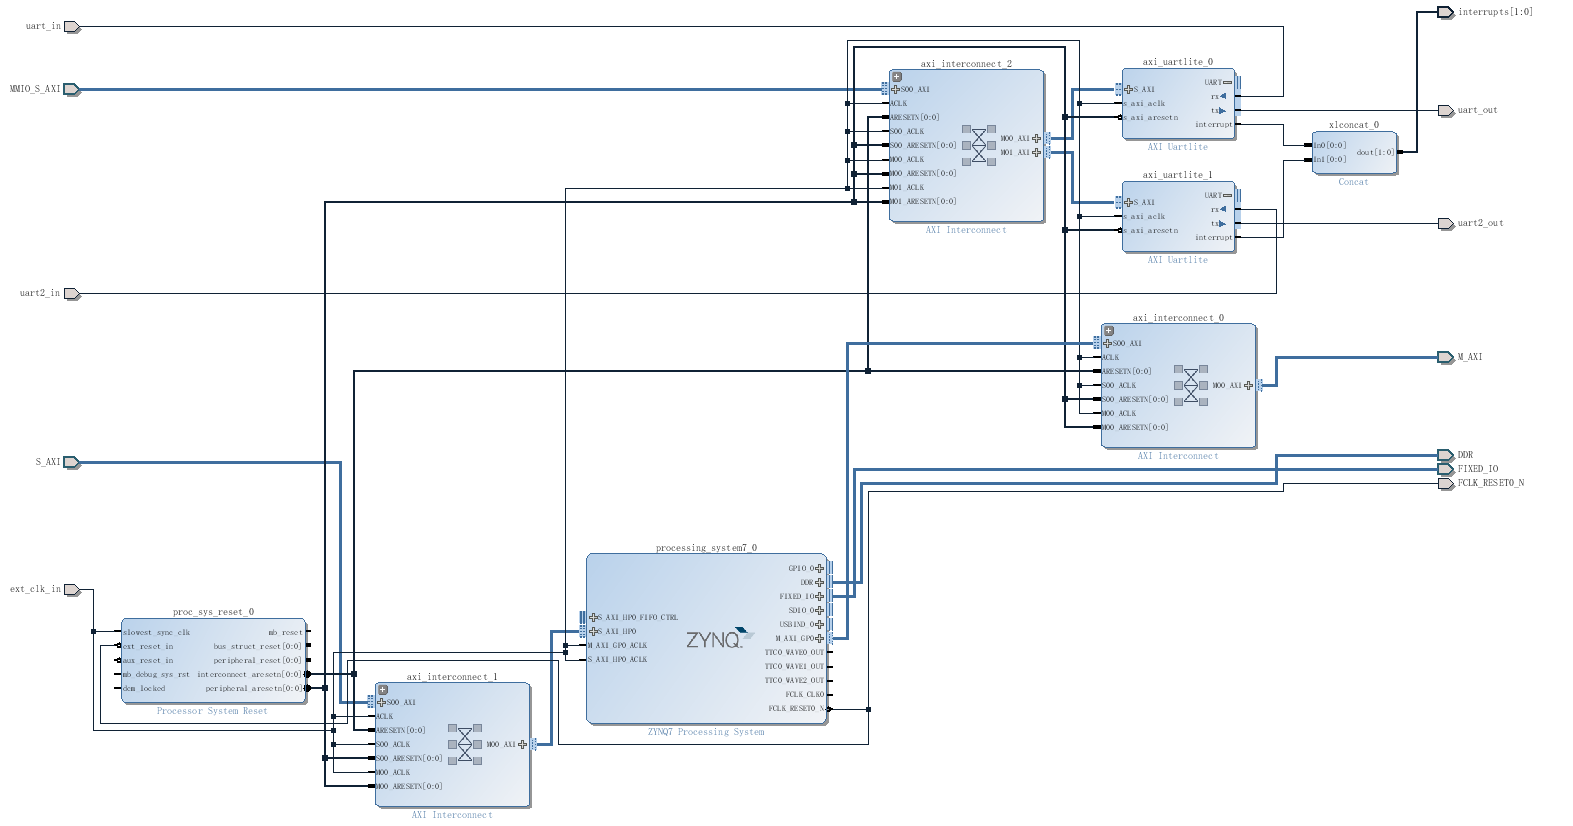 uart_in
MMIO_S_AXI
uart2_in
S_AXI
ext_clk_in
interrupts[1:0]
uart_out
uart2_out
M_AXI
DDR
FIXED_IO
FCLK_RESET0_N
axi_interconnect_2
S00_AXI
ACLK
ARESETN[0:0]
S00_ACLK
S00_ARESETN[0:0]
M00_ACLK
M00_ARESETN[0:0]
M01_ACLK
M01_ARESETN[0:0]
M00_AXI
M01_AXI
AXI Interconnect
axi_uartlite_0
S_AXI
s_axi_aclk
s_axi_aresetn
UART
rx
tx
interrupt
AXI Uartlite
axi_uartlite_1
S_AXI
s_axi_aclk
s_axi_aresetn
UART
rx
tx
interrupt
AXI Uartlite
xlconcat_0
In0[0:0]
In1[0:0]
dout[1:0]
Concat
axi_interconnect_0
S00_AXI
ACLK
ARESETN[0:0]
S00_ACLK
S00_ARESETN[0:0]
M00_ACLK
M00_ARESETN[0:0]
M00_AXI
AXI Interconnect
processing_system7_0
S_AXI_HP0_FIFO_CTRL
S_AXI_HP0
M_AXI_GP0_ACLK
S_AXI_HP0_ACLK
ZYNQ
GPIO_0
DDR
FIXED_IO
SDIO_0
USBIND_0
M_AXI_GP0
TTC0_WAVE0_OUT
TTC0_WAVE1_OUT
TTC0_WAVE2_OUT
FCLK_CLK0
FCLK_RESET0_N
ZYNQ7 Processing System
proc_sys_reset_0
slowest_sync_clk
ext_reset_in
aux_reset_in
mb_debug_sys_rst
dcm_locked
mb_reset
bus_struct_reset[0:0]
peripheral_reset[0:0]
interconnect_aresetn[0:0]
peripheral_aresetn[0:0]
Processor System Reset
axi_interconnect_1
S00_AXI
ACLK
ARESETN[0:0]
S00_ACLK
S00_ARESETN[0:0]
M00_ACLK
M00_ARESETN[0:0]
M00_AXI
AXI Interconnect